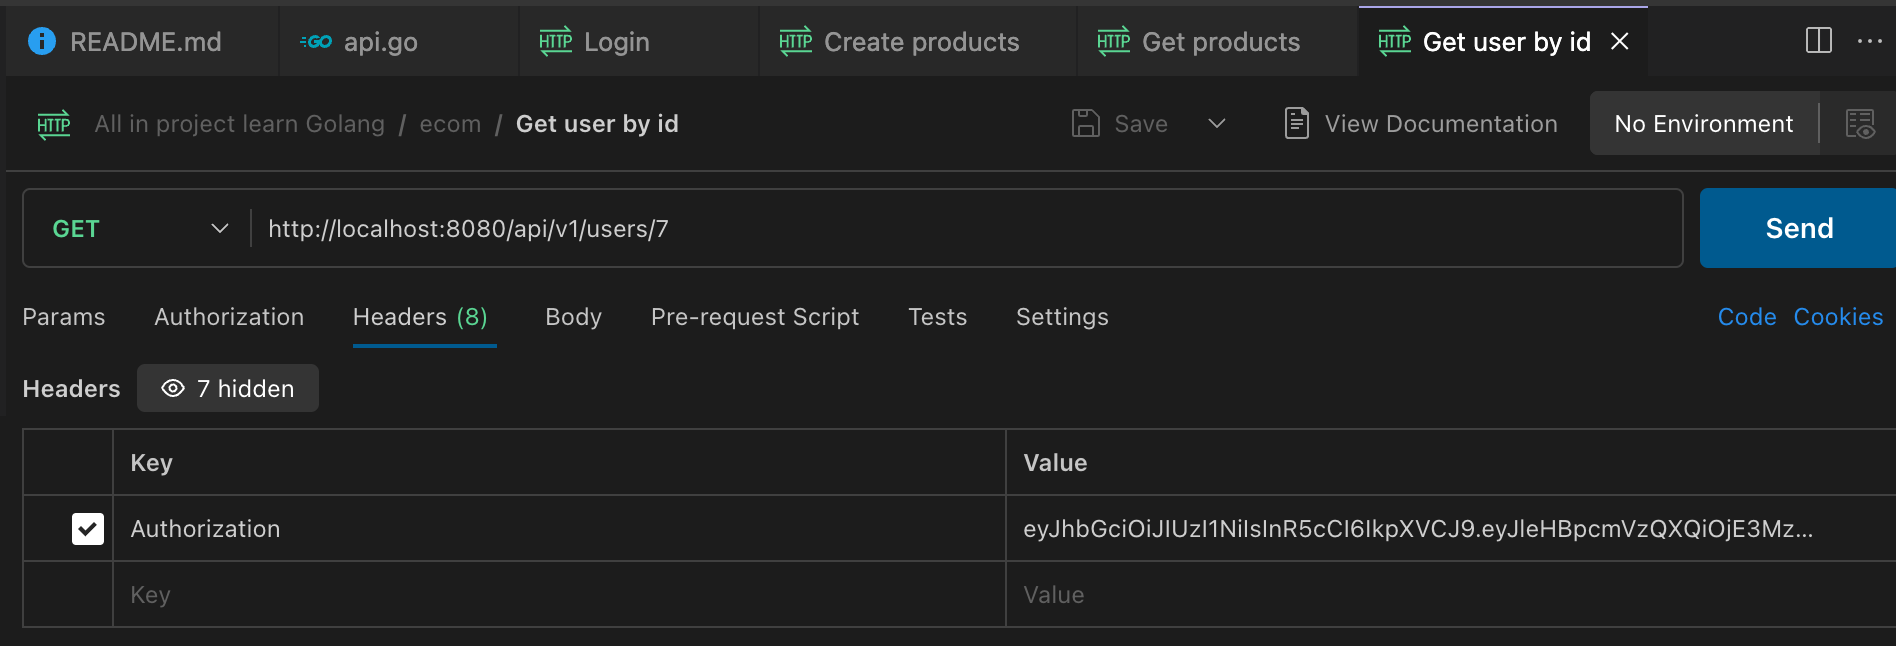 README.md GO api.go HTTP Login HTTP Create products HTTP Get products HTTP Get user by id
HTTP All in project learn Golang / ecom / Get user by id Save View Documentation No Environment
GET http://localhost:8080/api/v1/users/7 Send
Params Authorization Headers (8) Body Pre-request Script Tests Settings Code Cookies
Headers 7 hidden
Key Value
Authorization eyJhbGciOiJIUzI1NiIsInR5cCI6IkpXVCJ9.eyJleHBpcmVzQXQiOjE3Mz...
Key Value